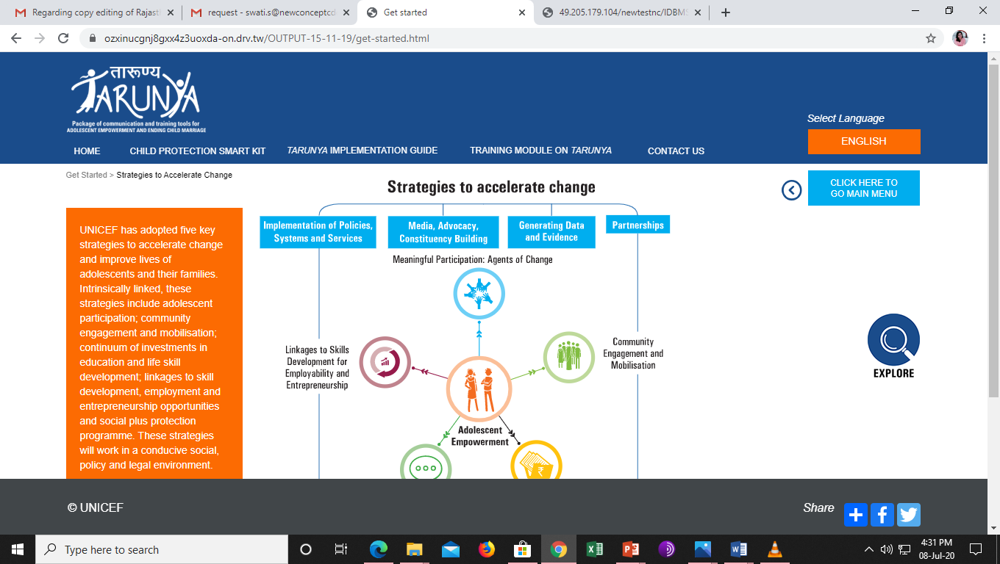 Regarding copy editing of Rajast
request - swati.s@newconceptcd
Get started
49.205.179.104/newtestnc/IDBMS
ozxinucgnj8gxx4z3uoxda-on.drv.tw/OUTPUT-15-11-19/get-started.html
तारूण्य
TARUNYA
Package of communication and training tools for
ADOLESCENT EMPOWERMENT AND ENDING CHILD MARRIAGE
Select Language
ENGLISH
HOME
CHILD PROTECTION SMART KIT
TARUNYA IMPLEMENTATION GUIDE
TRAINING MODULE ON TARUNYA
CONTACT US
Get Started > Strategies to Accelerate Change
CLICK HERE TO
GO MAIN MENU
Strategies to accelerate change
UNICEF has adopted five key
strategies to accelerate change
and improve lives of
adolescents and their families.
Intrinsically linked, these
strategies include adolescent
participation; community
engagement and mobilisation;
continuum of investments in
education and life skill
development; linkages to skill
development, employment and
entrepreneurship opportunities
and social plus protection
programme. These strategies
will work in a conducive social,
policy and legal environment.
Implementation of Policies,
Systems and Services
Media, Advocacy,
Constituency Building
Generating Data
and Evidence
Partnerships
Meaningful Participation: Agents of Change
Linkages to Skills
Development for
Employability and
Entrepreneurship
Community
Engagement and
Mobilisation
Adolescent
Empowerment
₹
EXPLORE
© UNICEF
Share
Type here to search
4:31 PM
08-Jul-20